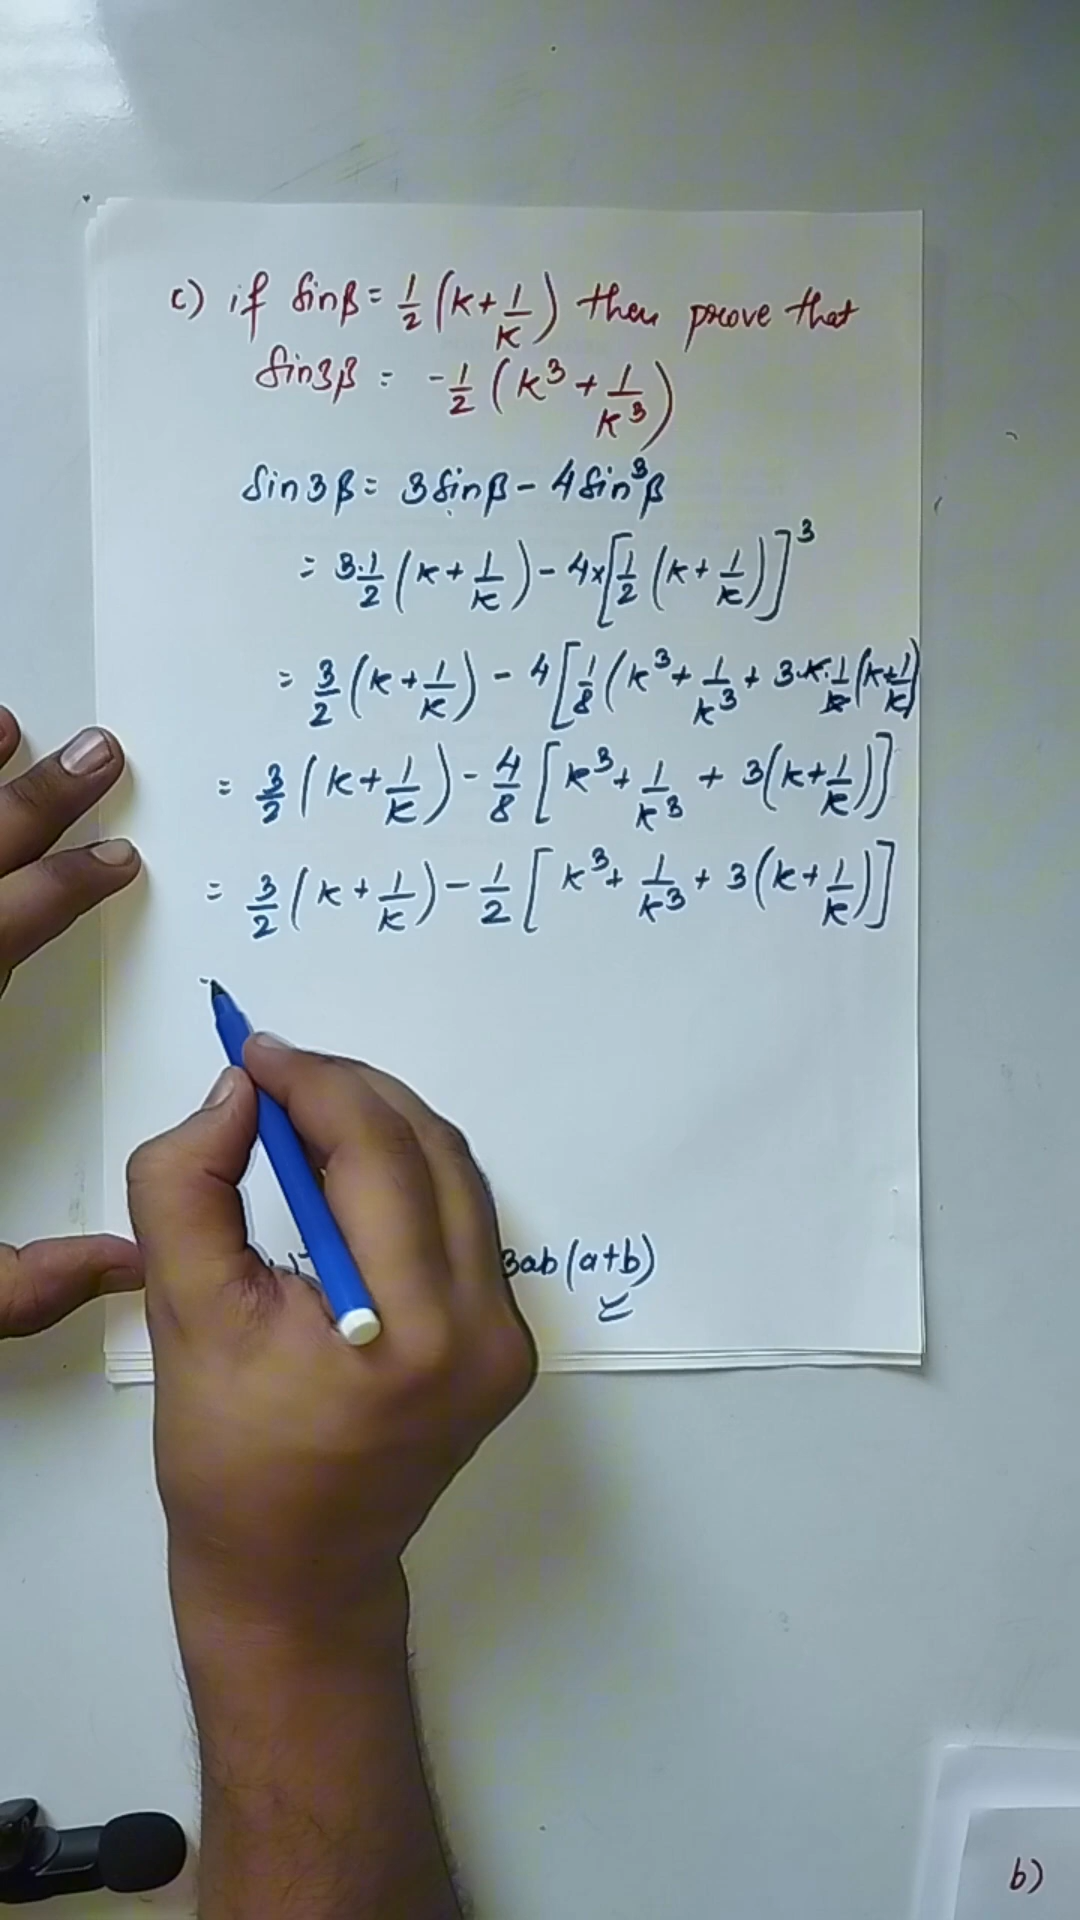 c) if sinβ = 1/2 (k + 1/k) then prove that
sin3β = -1/2 (k³ + 1/k³)
sin3β = 3sinβ - 4sin³β
= 3·1/2 (k + 1/k) - 4×[1/2 (k + 1/k)]³
= 3/2 (k + 1/k) - 4[1/8 (k³ + 1/k³ + 3·k·1/k (k + 1/k)
= 3/2 (k + 1/k) - 4/8 [k³ + 1/k³ + 3(k + 1/k)]
= 3/2 (k + 1/k) - 1/2 [k³ + 1/k³ + 3(k + 1/k)]
3ab(a+b)
b)